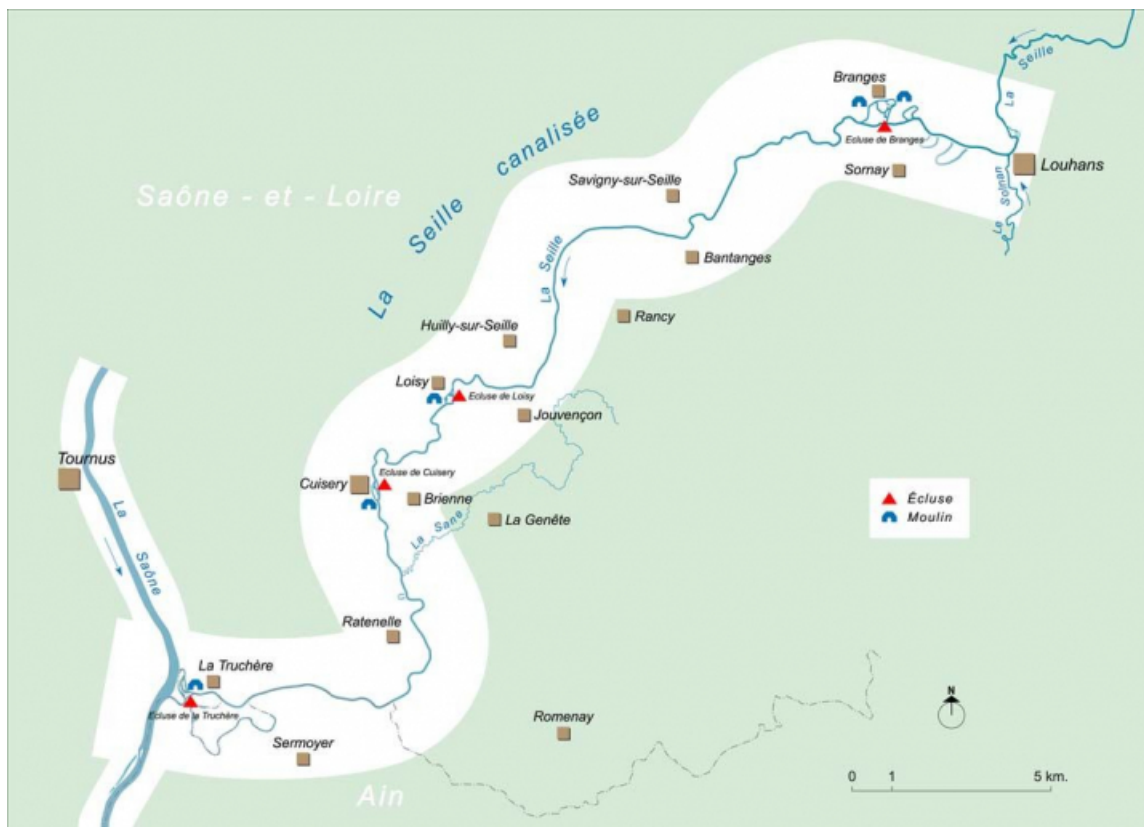 La Seille
Branges
Ecluse de Branges
Louhans
Sornay
Le Solnan
Saône - et - Loire
La Seille canalisée
Savigny-sur-Seille
La Seille
Bantanges
Rancy
Huilly-sur-Seille
Loisy
Ecluse de Loisy
Jouvençon
Tournus
Cuisery
Ecluse de Cuisery
Brienne
La Sane
La Genête
Écluse
Moulin
La Saône
Ratenelle
La Truchère
Ecluse de la Truchère
Sermoyer
Romenay
N
Ain
0 1 5 km.